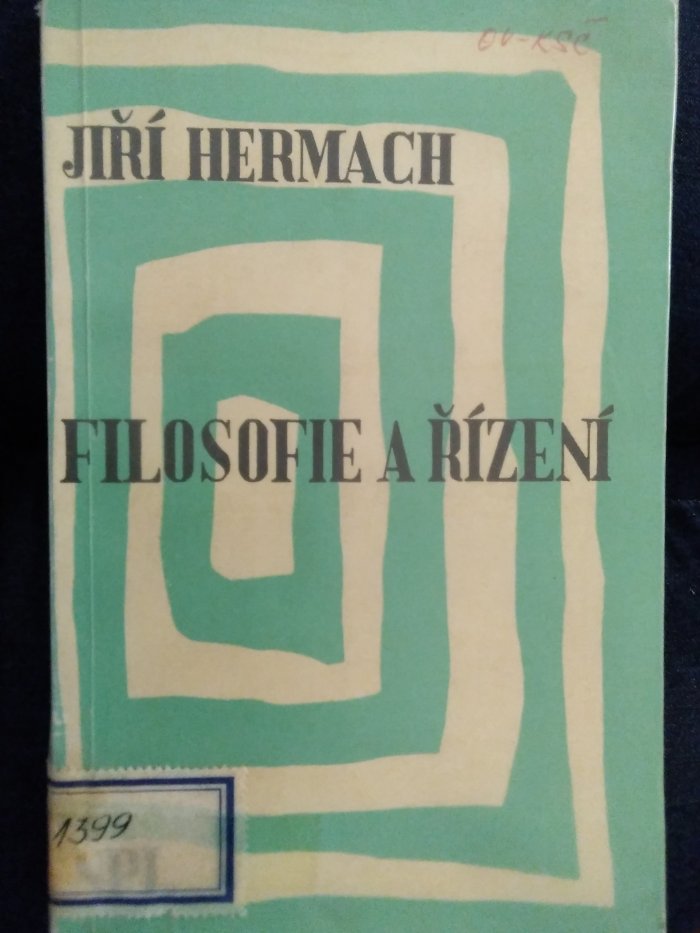 OV-KSČ
JIŘÍ HERMACH
FILOSOFIE A ŘÍZENÍ
1399